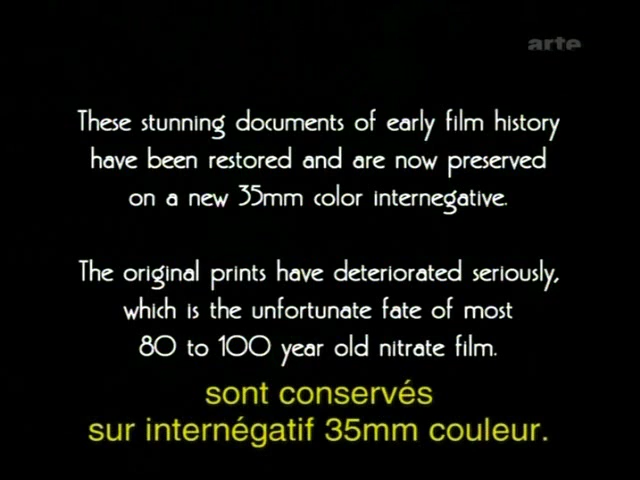 arte
These stunning documents of early film history
have been restored and are now preserved
on a new 35mm color internegative.
The original prints have deteriorated seriously,
which is the unfortunate fate of most
80 to 100 year old nitrate film.
sont conservés
sur internégatif 35mm couleur.